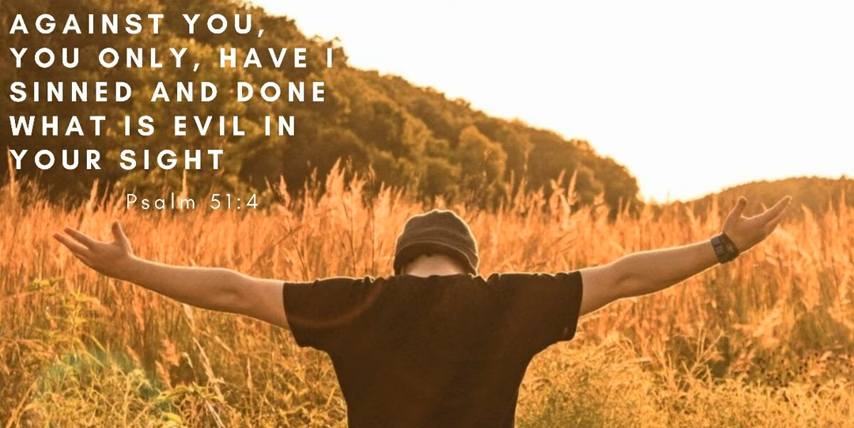 AGAINST YOU,
YOU ONLY, HAVE I
SINNED AND DONE
WHAT IS EVIL IN
YOUR SIGHT
Psalm 51:4